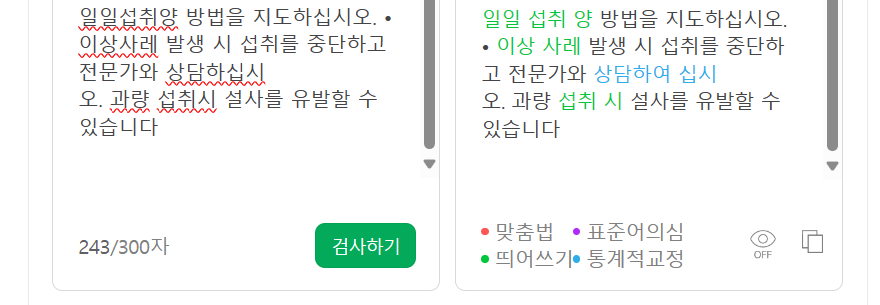 일일섭취양 방법을 지도하십시오. •
이상사례 발생 시 섭취를 중단하고
전문가와 상담하십시
오. 과량 섭취시 설사를 유발할 수
있습니다
243/300자
검사하기
일일 섭취 양 방법을 지도하십시오.
• 이상 사례 발생 시 섭취를 중단하
고 전문가와 상담하여 십시
오. 과량 섭취 시 설사를 유발할 수
있습니다
맞춤법 표준어의심
띄어쓰기 통계적교정
OFF